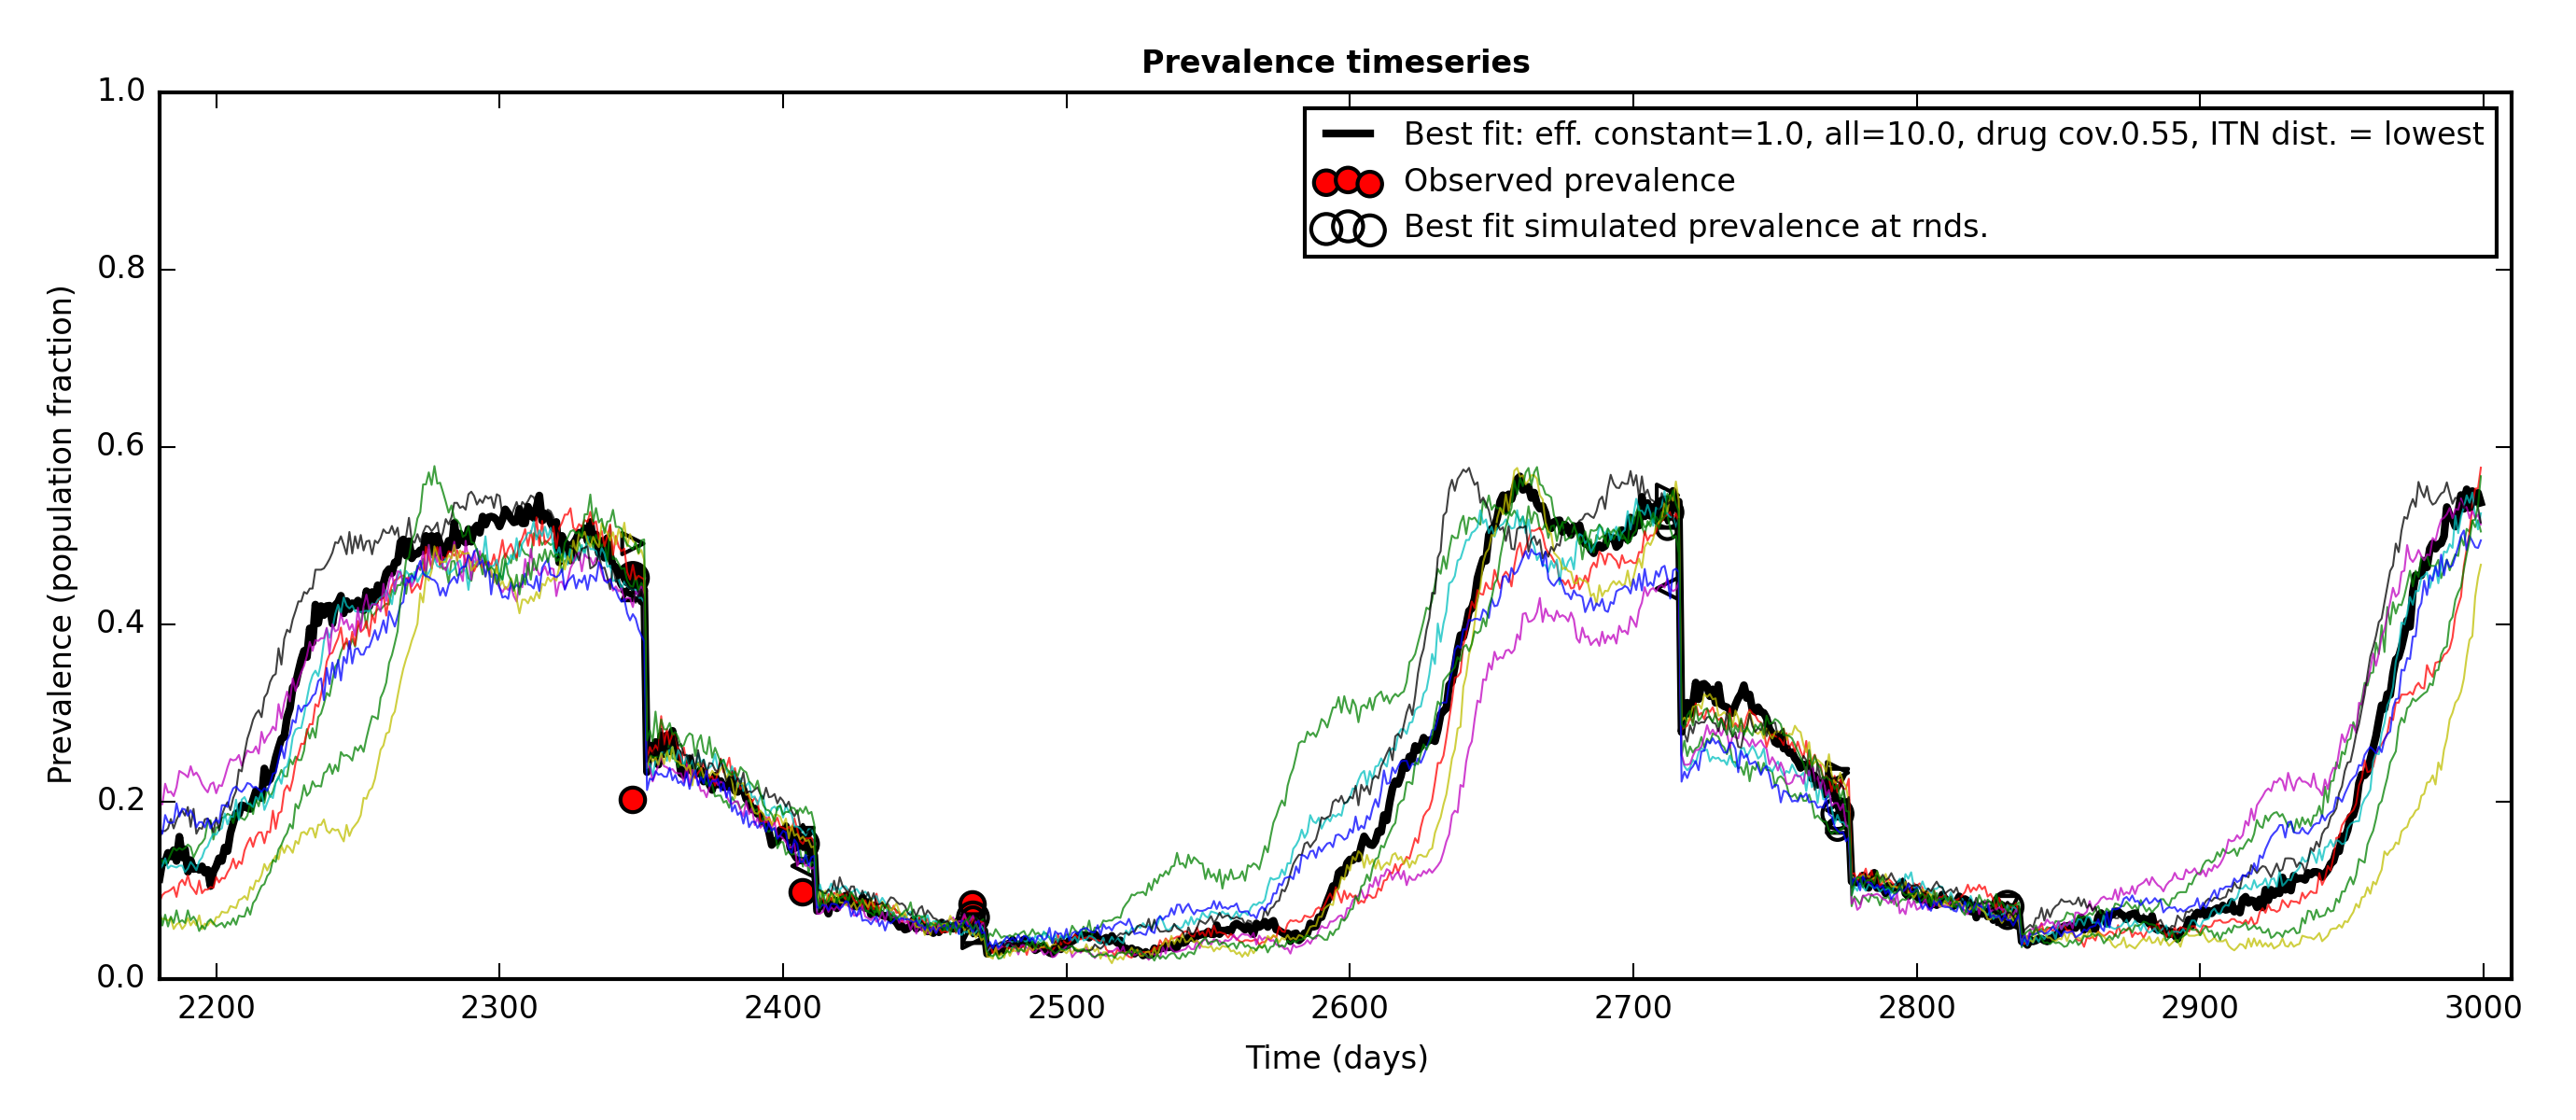 Prevalence timeseries
Best fit: eff. constant=1.0, all=10.0, drug cov.0.55, ITN dist. = lowest
Observed prevalence
Best fit simulated prevalence at rnds.
Prevalence (population fraction)
1.0
0.8
0.6
0.4
0.2
0.0
2200 2300 2400 2500 2600 2700 2800 2900 3000
Time (days)